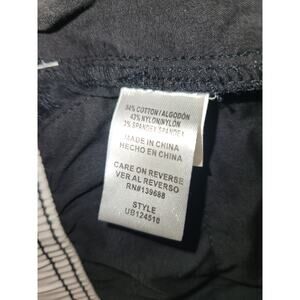 54% COTTON/ALGODÓN
43% NYLON/NYLÓN
3% SPANDEX SPANDEX
MADE IN CHINA
HECHO EN CHINA
CARE ON REVERSE
VER AL REVERSO
RN#139688
STYLE
UB124510